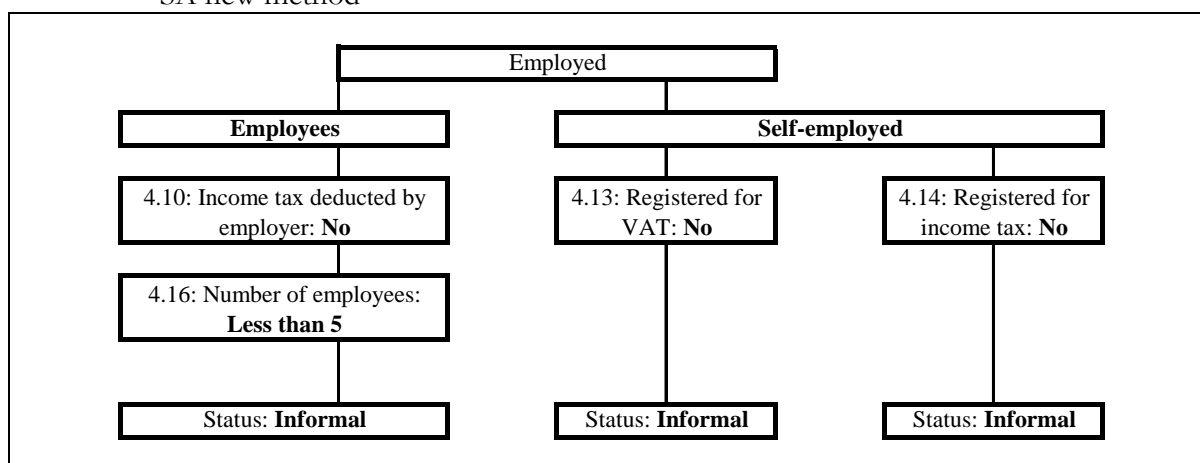 SA new method
Employed
Employees
Self-employed
4.10: Income tax deducted by
employer: No
4.13: Registered for
VAT: No
4.14: Registered for
income tax: No
4.16: Number of employees:
Less than 5
Status: Informal
Status: Informal
Status: Informal